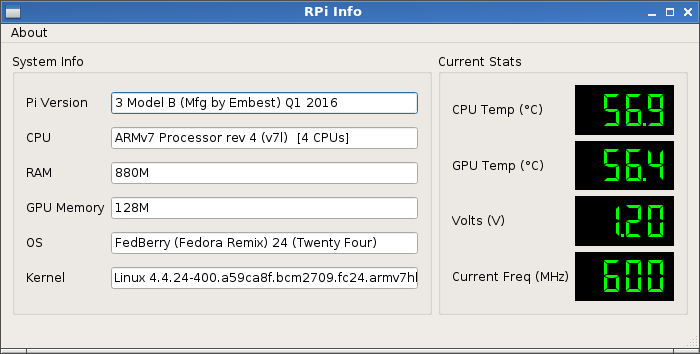 RPi Info
About
System Info
Pi Version 3 Model B (Mfg by Embest) Q1 2016
CPU ARMv7 Processor rev 4 (v7l) [4 CPUs]
RAM 880M
GPU Memory 128M
OS FedBerry (Fedora Remix) 24 (Twenty Four)
Kernel Linux 4.4.24-400.a59ca8f.bcm2709.fc24.armv7hl
Current Stats
CPU Temp (°C) 56.9
GPU Temp (°C) 56.4
Volts (V) 1.20
Current Freq (MHz) 600